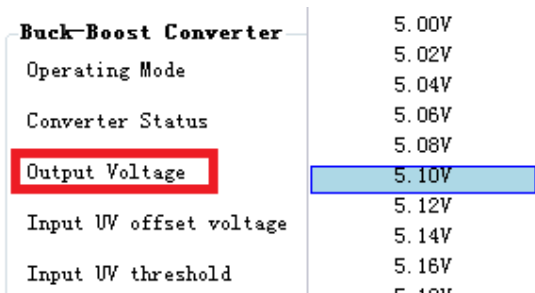 Buck-Boost Converter
Operating Mode
Converter Status
Output Voltage
Input UV offset voltage
Input UV threshold
5.00V
5.02V
5.04V
5.06V
5.08V
5.10V
5.12V
5.14V
5.16V